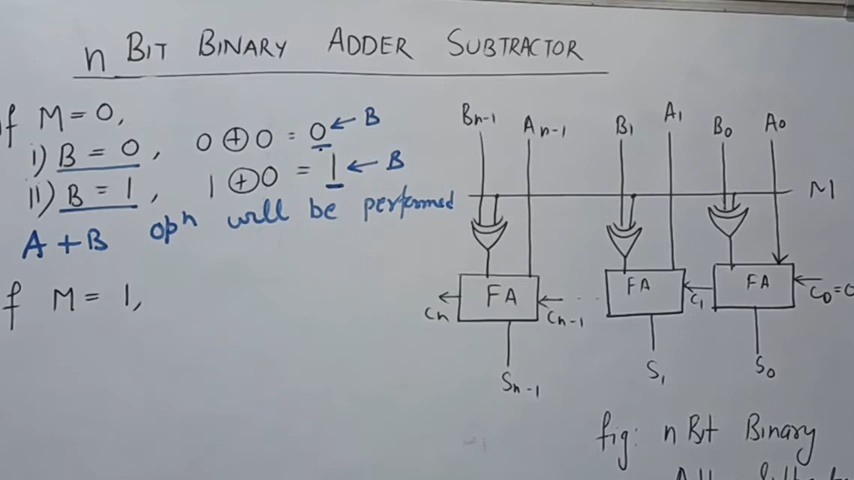 n BIT BINARY ADDER SUBTRACTOR
f M = 0,
i) B = 0, 0 ⊕ 0 = 0 ← B
ii) B = 1, 1 ⊕ 0 = 1 ← B
A + B opn will be performed
f M = 1,
Bn-1 An-1 B1 A1 B0 A0
M
FA FA FA
Cn Cn-1 C1 C0=0
Sn-1 S1 S0
fig: n Bit Binary